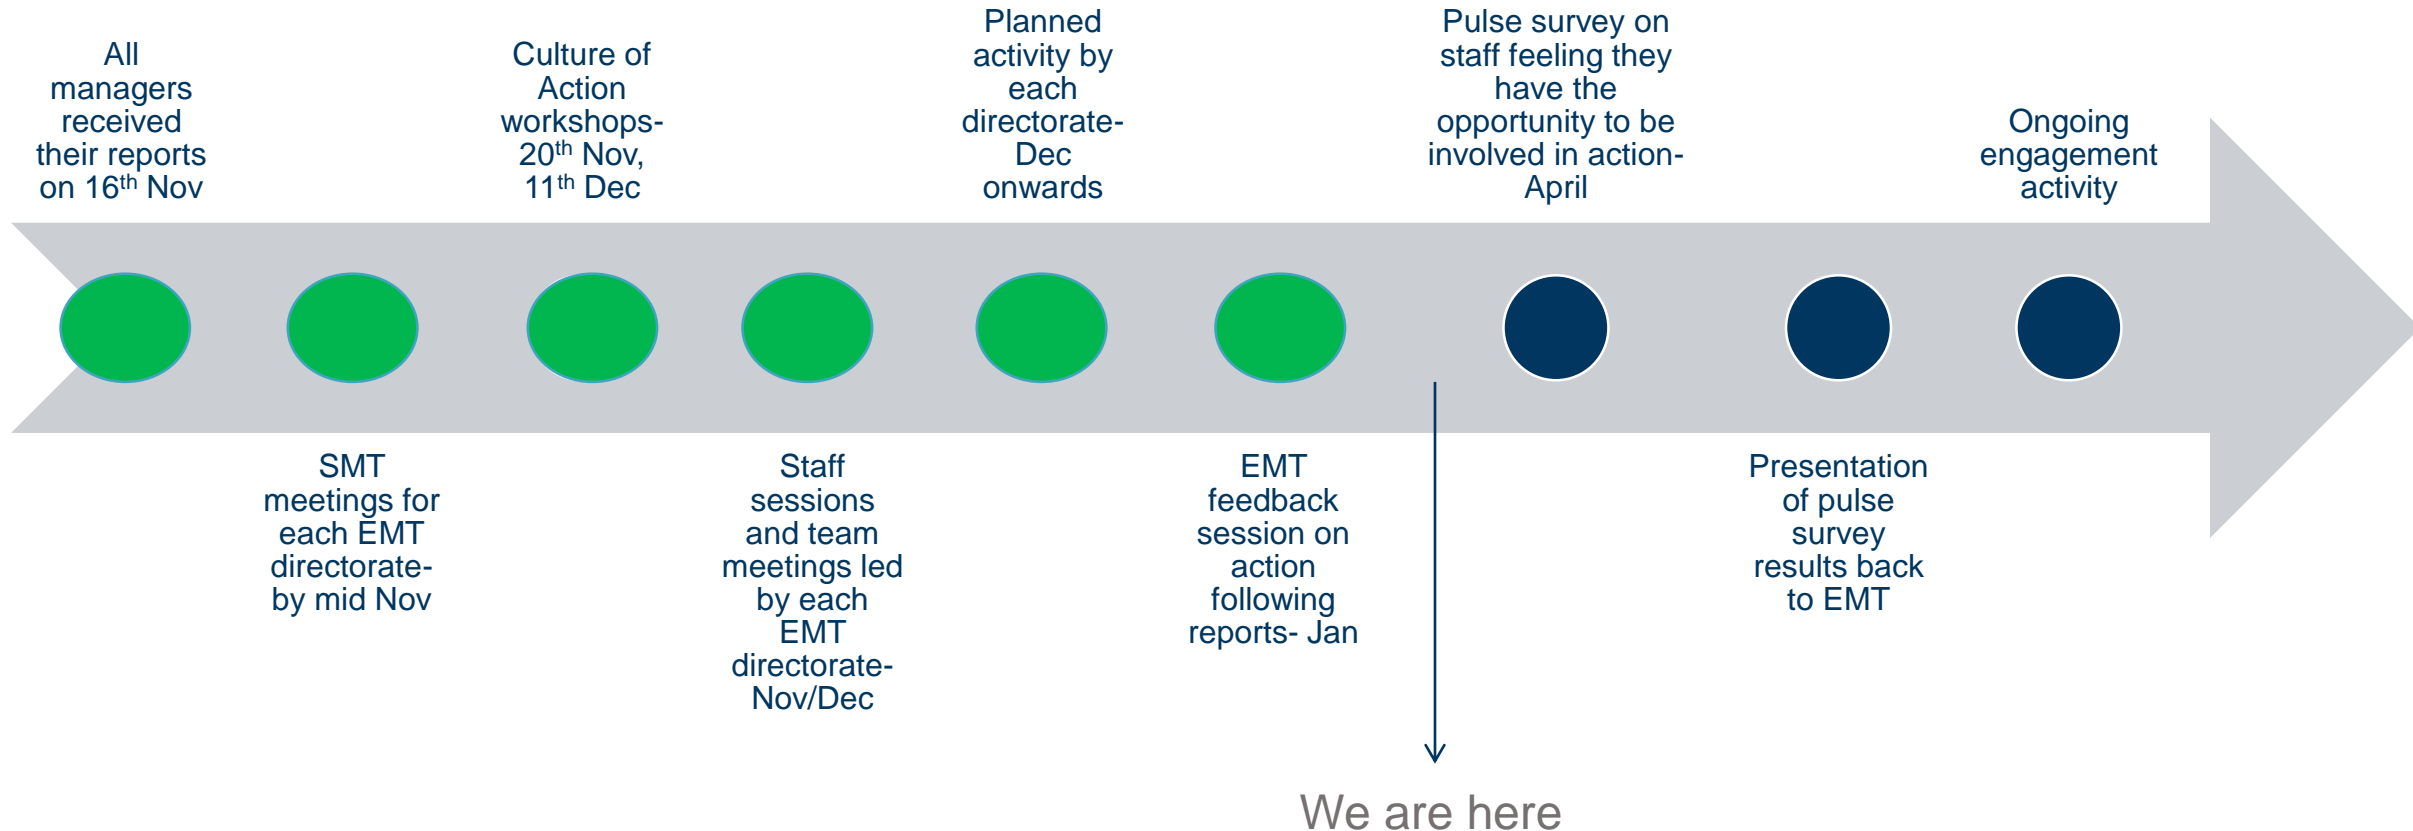 All
managers
received
their reports
on 16th Nov
SMT
meetings for
each EMT
directorate-
by mid Nov
Culture of
Action
workshops-
20th Nov,
11th Dec
Staff
sessions
and team
meetings led
by each
EMT
directorate-
Nov/Dec
Planned
activity by
each
directorate-
Dec
onwards
EMT
feedback
session on
action
following
reports- Jan
We are here
Pulse survey on
staff feeling they
have the
opportunity to be
involved in action-
April
Presentation
of pulse
survey
results back
to EMT
Ongoing
engagement
activity